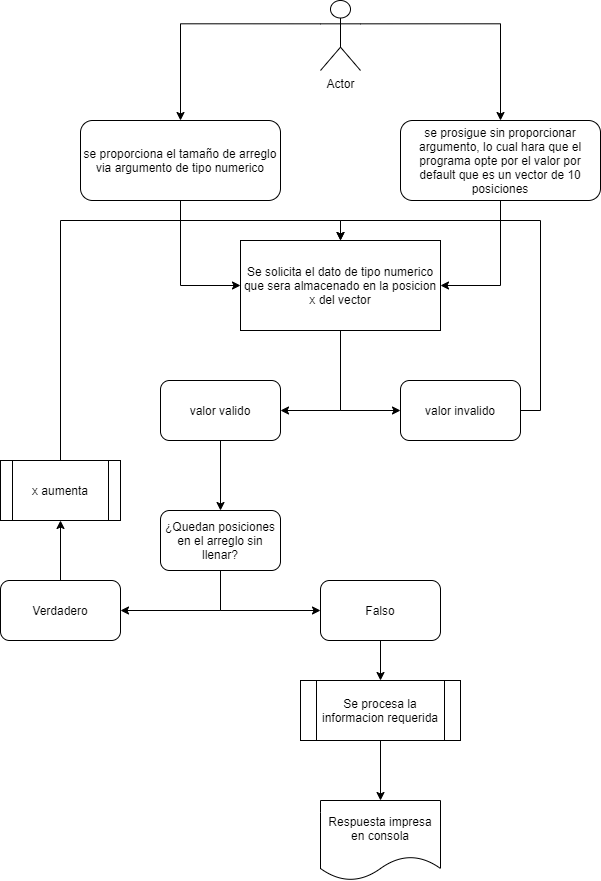 Actor
se proporciona el tamaño de arreglo
via argumento de tipo numerico
se prosigue sin proporcionar
argumento, lo cual hara que el
programa opte por el valor por
default que es un vector de 10
posiciones
Se solicita el dato de tipo numerico
que sera almacenado en la posicion
x del vector
valor valido
valor invalido
x aumenta
¿Quedan posiciones
en el arreglo sin
llenar?
Verdadero
Falso
Se procesa la
informacion requerida
Respuesta impresa
en consola